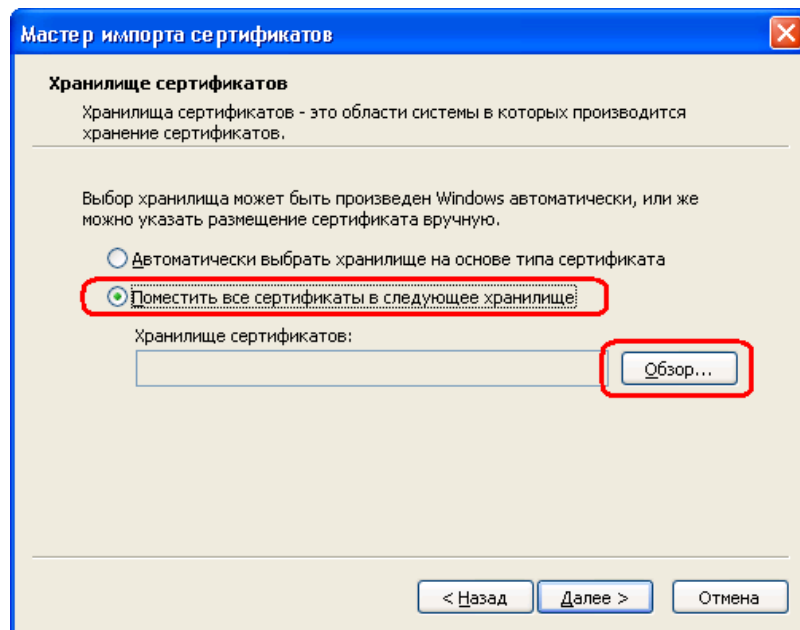 Мастер импорта сертификатов
Хранилище сертификатов
Хранилища сертификатов - это области системы в которых производится
хранение сертификатов.
Выбор хранилища может быть произведен Windows автоматически, или же
можно указать размещение сертификата вручную.
Автоматически выбрать хранилище на основе типа сертификата
Поместить все сертификаты в следующее хранилище
Хранилище сертификатов:
Обзор...
< Назад
Далее >
Отмена